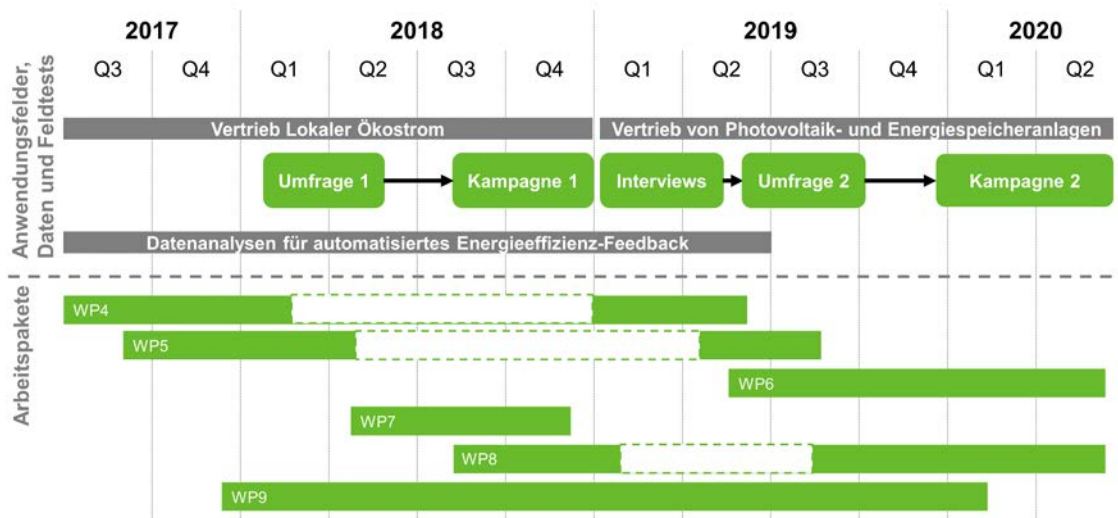 2017 2018 2019 2020
Q3 Q4 Q1 Q2 Q3 Q4 Q1 Q2 Q3 Q4 Q1 Q2
Anwendungsfelder,
Daten und Feldtests
Vertrieb Lokaler Ökostrom
Vertrieb von Photovoltaik- und Energiespeicheranlagen
Umfrage 1
Kampagne 1
Interviews
Umfrage 2
Kampagne 2
Datenanalysen für automatisiertes Energieeffizienz-Feedback
Arbeitspakete
WP4
WP5
WP6
WP7
WP8
WP9